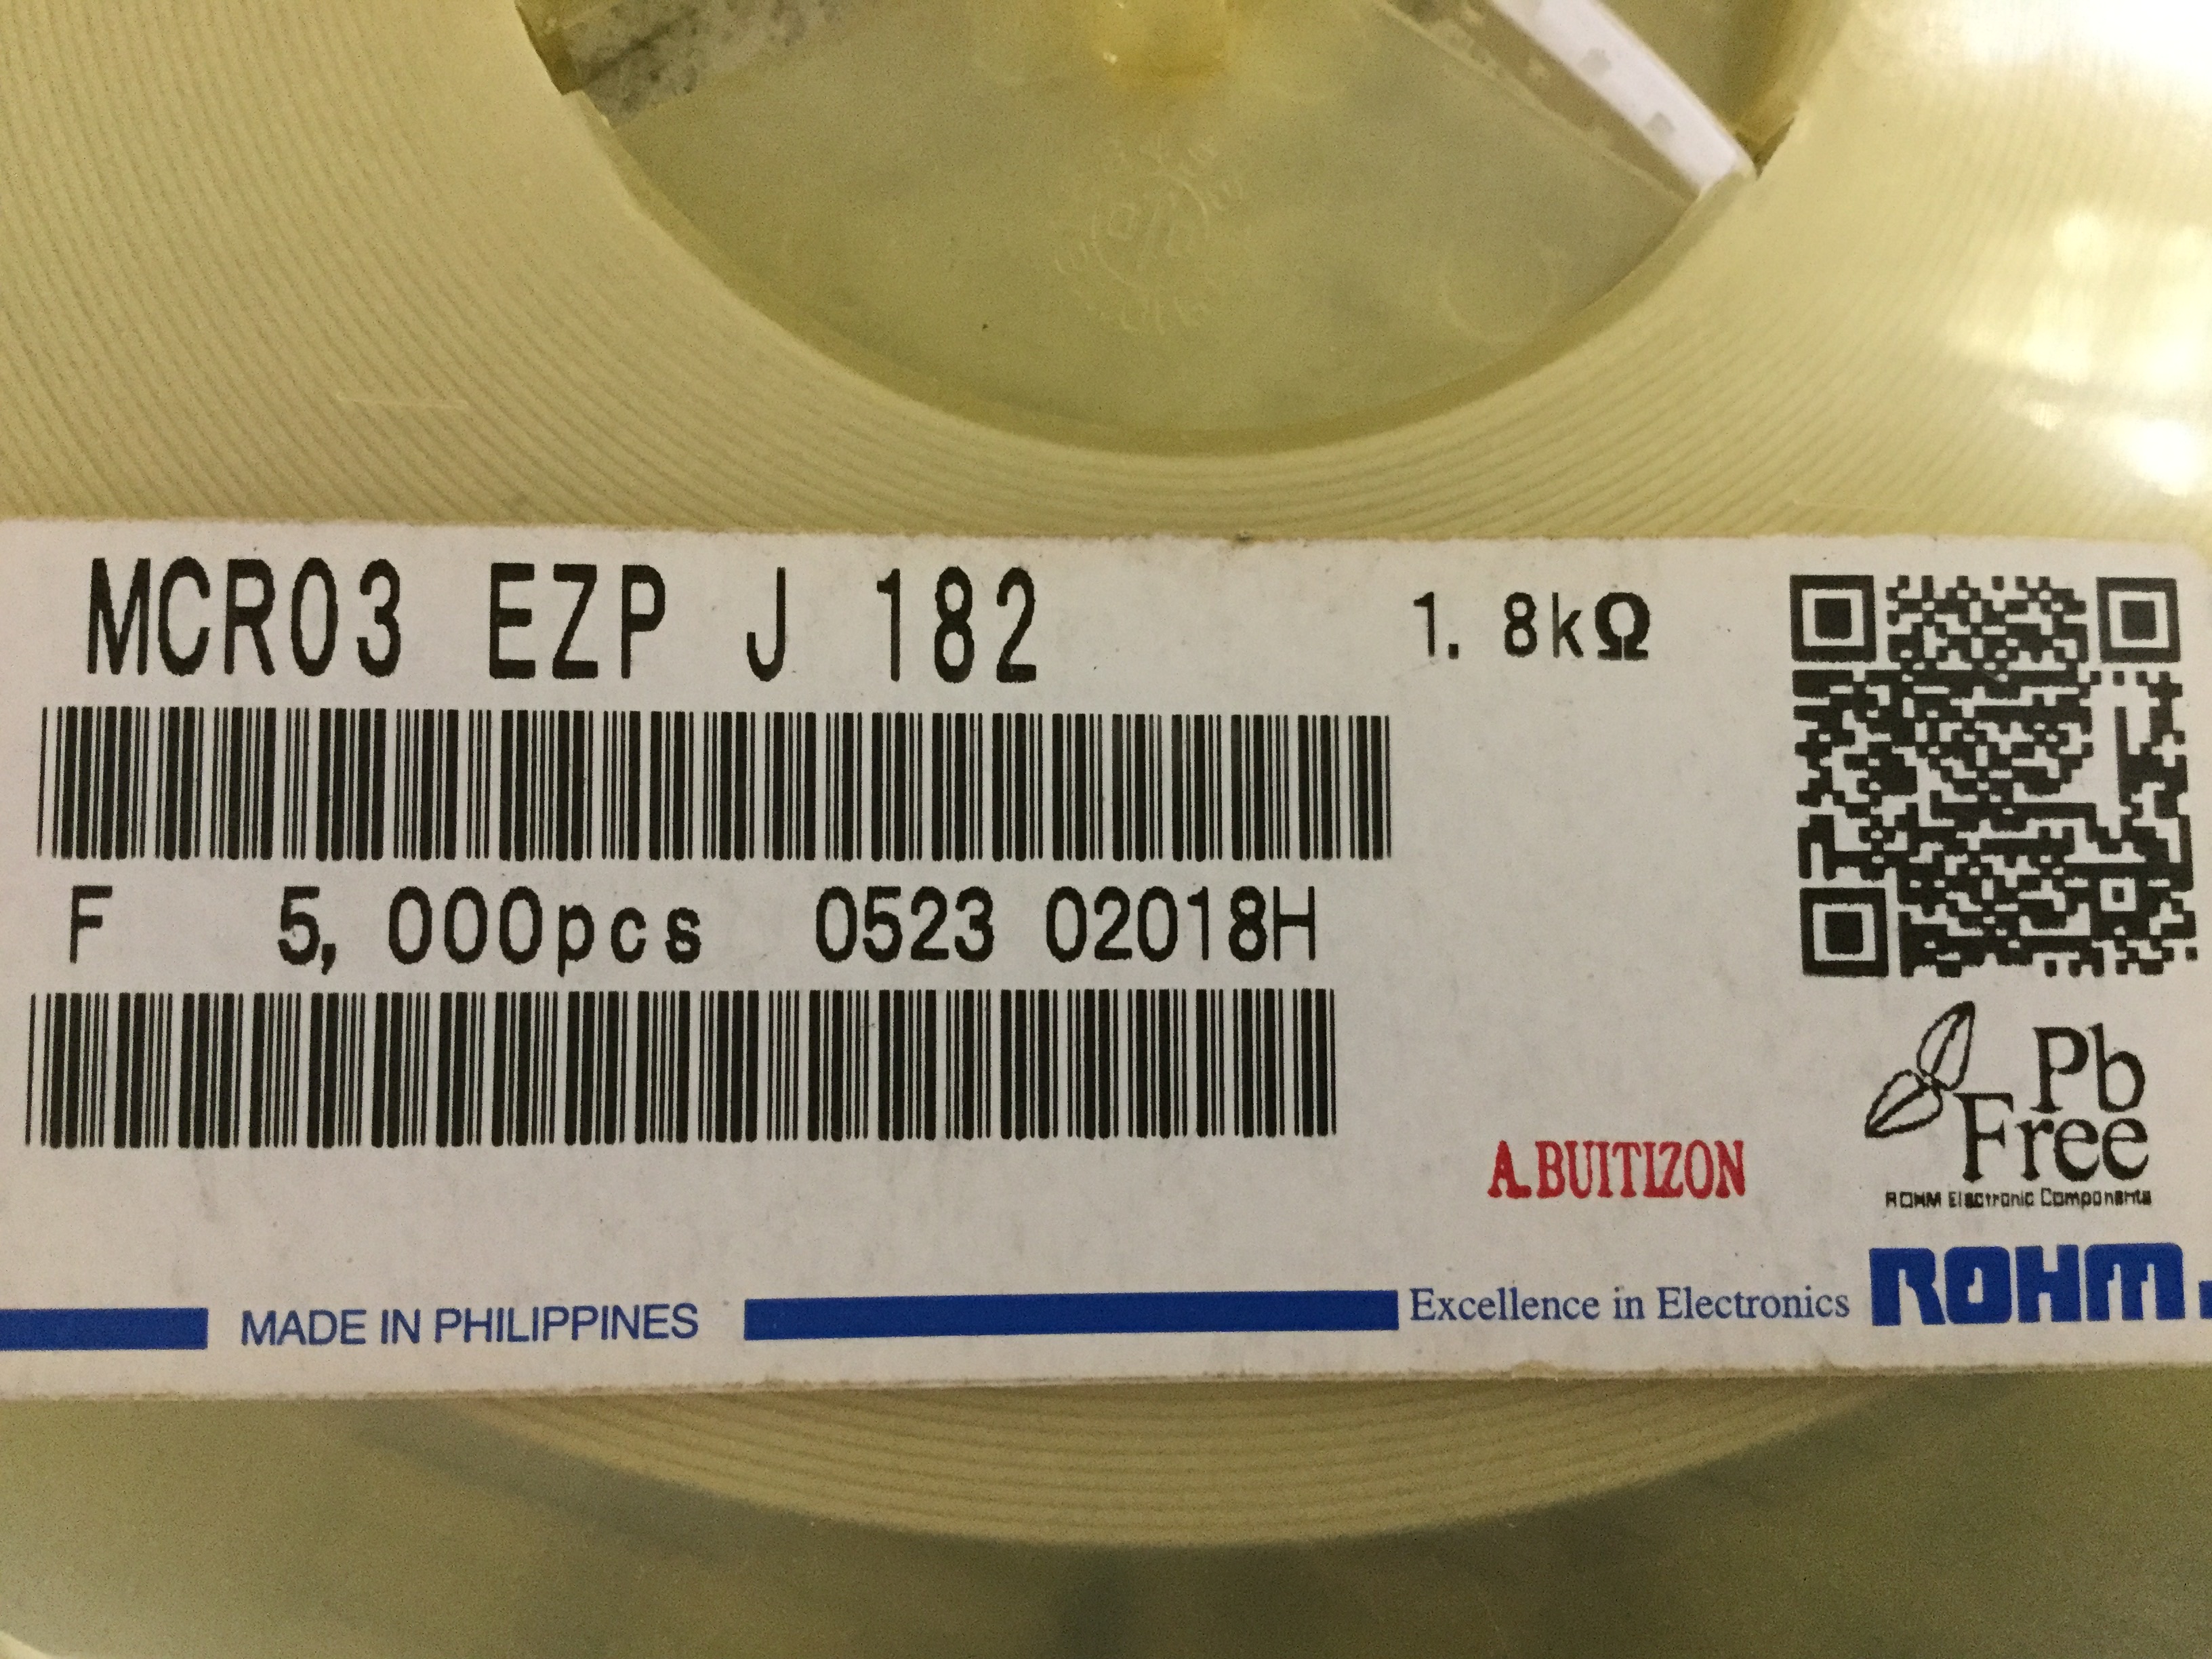 MCR03 EZP J 182 1.8kΩ
F 5,000pcs 0523 02018H
Pb
Free
A.BUITIZON
ROHM Electronic Components
MADE IN PHILIPPINES Excellence in Electronics ROHM